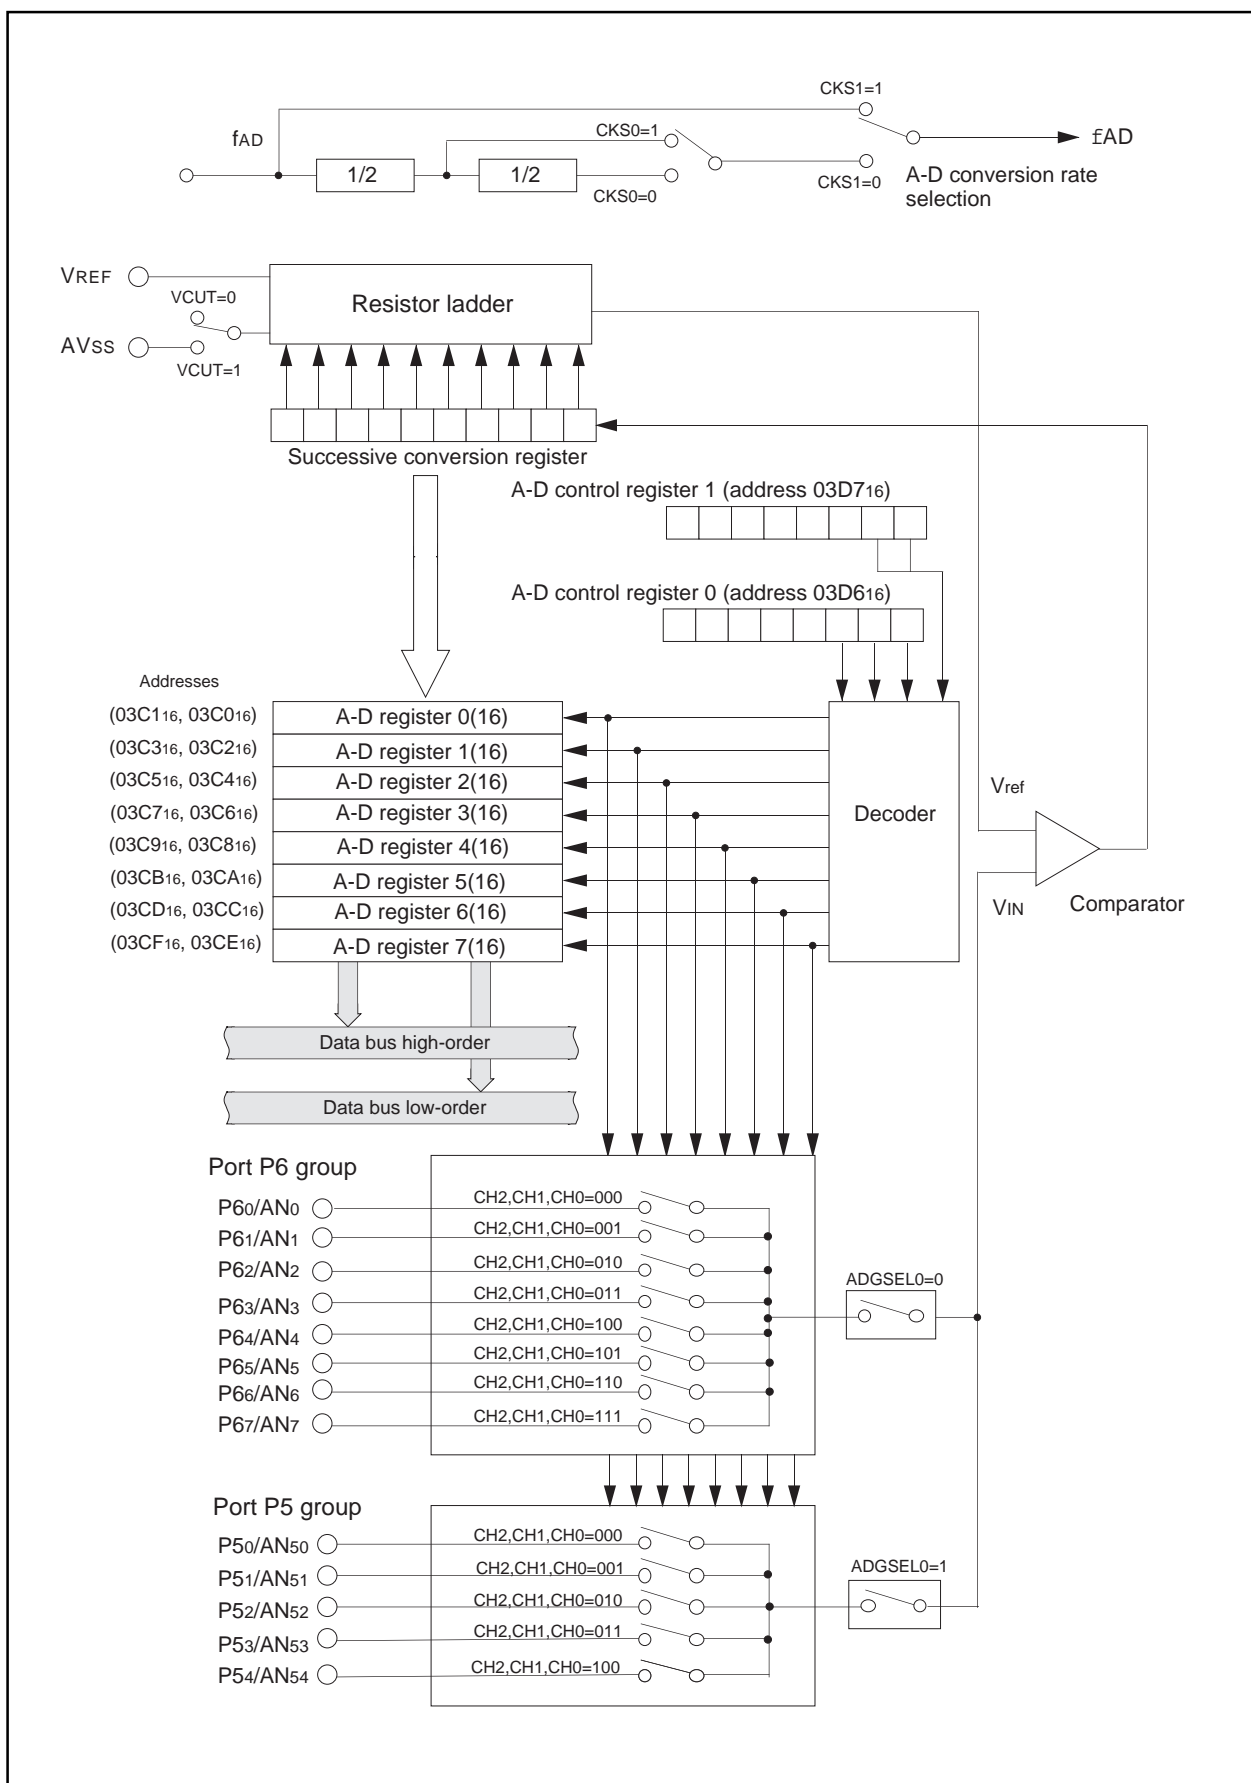 CKS1=1
fAD
CKS0=1
fAD
1/2
1/2
CKS0=0
CKS1=0
A-D conversion rate
selection
VREF
VCUT=0
Resistor ladder
AVSS
VCUT=1
Successive conversion register
A-D control register 1 (address 03D716)
A-D control register 0 (address 03D616)
Addresses
(03C116, 03C016) A-D register 0(16)
(03C316, 03C216) A-D register 1(16)
(03C516, 03C416) A-D register 2(16)
(03C716, 03C616) A-D register 3(16)
(03C916, 03C816) A-D register 4(16)
(03CB16, 03CA16) A-D register 5(16)
(03CD16, 03CC16) A-D register 6(16)
(03CF16, 03CE16) A-D register 7(16)
Decoder
Vref
VIN
Comparator
Data bus high-order
Data bus low-order
Port P6 group
P60/AN0 CH2,CH1,CH0=000
P61/AN1 CH2,CH1,CH0=001
P62/AN2 CH2,CH1,CH0=010
P63/AN3 CH2,CH1,CH0=011
P64/AN4 CH2,CH1,CH0=100
P65/AN5 CH2,CH1,CH0=101
P66/AN6 CH2,CH1,CH0=110
P67/AN7 CH2,CH1,CH0=111
ADGSEL0=0
Port P5 group
P50/AN50 CH2,CH1,CH0=000
P51/AN51 CH2,CH1,CH0=001
P52/AN52 CH2,CH1,CH0=010
P53/AN53 CH2,CH1,CH0=011
P54/AN54 CH2,CH1,CH0=100
ADGSEL0=1